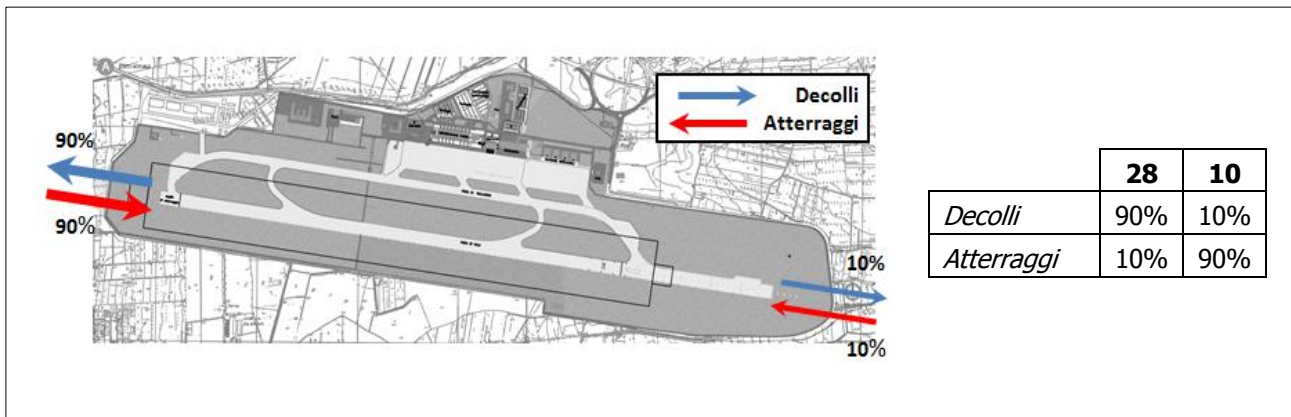 Decolli
Atterraggi
90%
90%
10%
10%
28 10
Decolli 90% 10%
Atterraggi 10% 90%